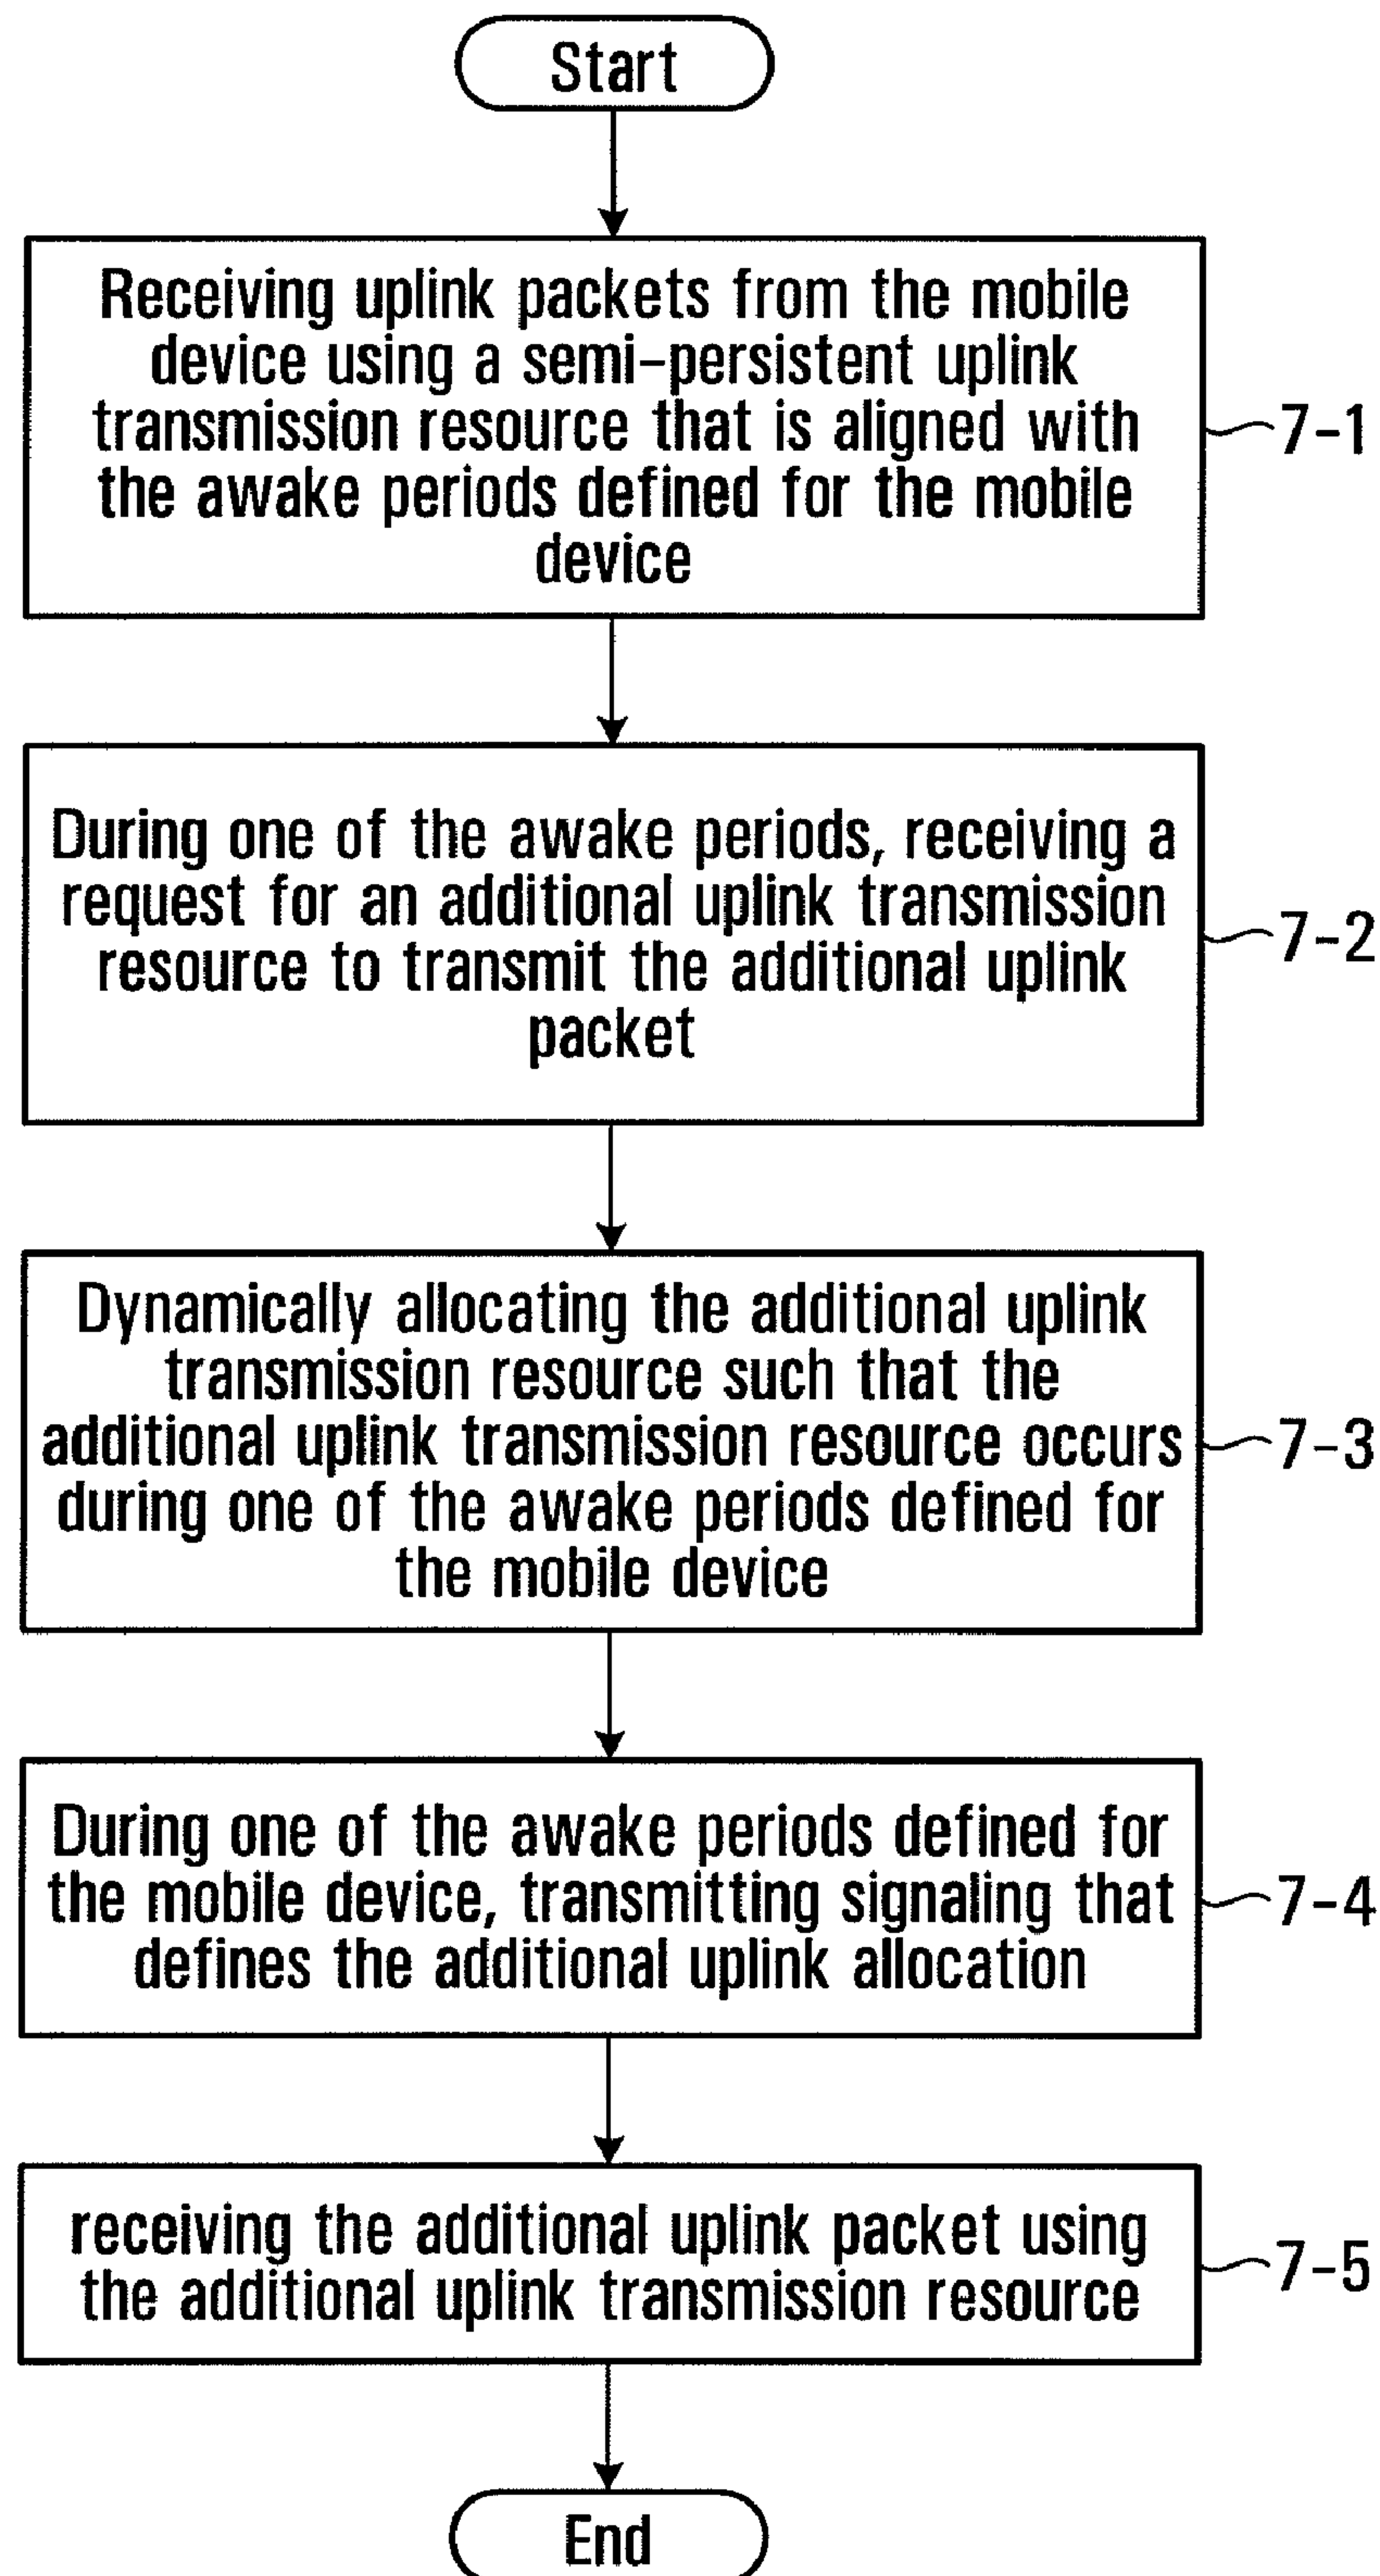 Start
Receiving uplink packets from the mobile
device using a semi-persistent uplink
transmission resource that is aligned with
the awake periods defined for the mobile
device
7-1
During one of the awake periods, receiving a
request for an additional uplink transmission
resource to transmit the additional uplink
packet
7-2
Dynamically allocating the additional uplink
transmission resource such that the
additional uplink transmission resource occurs
during one of the awake periods defined for
the mobile device
7-3
During one of the awake periods defined for
the mobile device, transmitting signaling that
defines the additional uplink allocation
7-4
receiving the additional uplink packet using
the additional uplink transmission resource
7-5
End